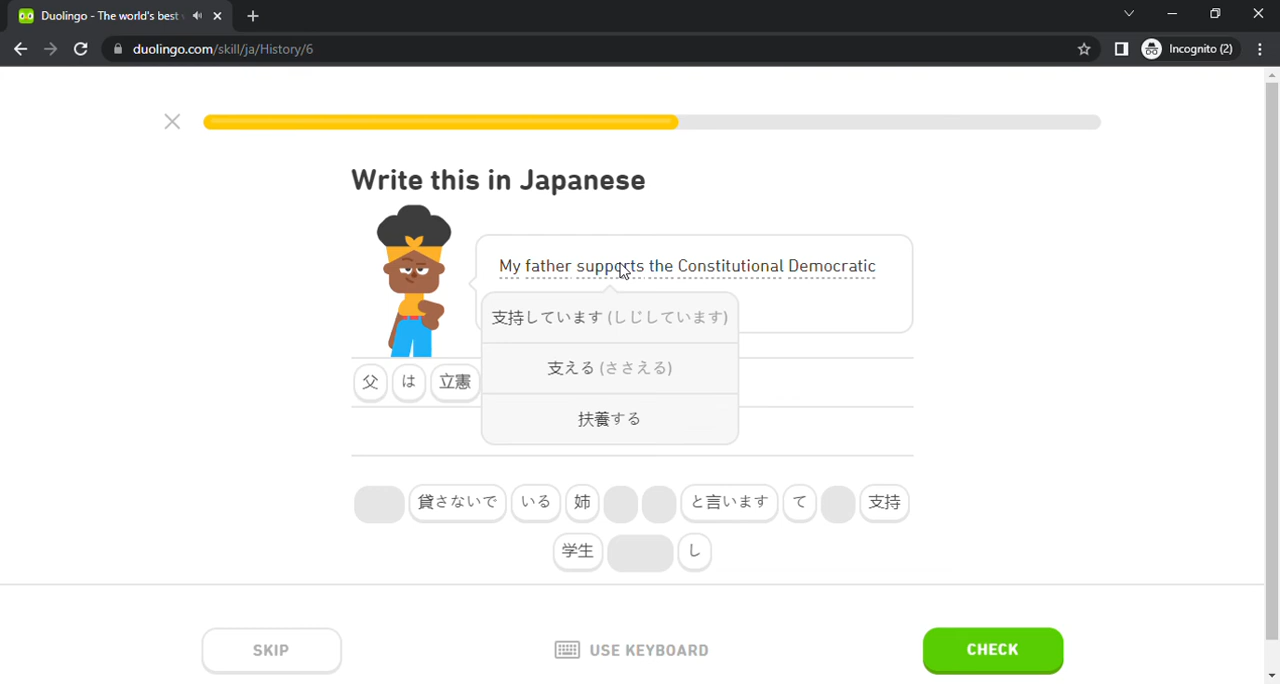 Duolingo - The world's best
duolingo.com/skill/ja/History/6
Incognito (2)
Write this in Japanese
My father supports the Constitutional Democratic
支持しています (しじしています)
支える (ささえる)
扶養する
父 は 立憲
貸さないで いる 姉 と言います て 支持
学生 し
SKIP
USE KEYBOARD
CHECK